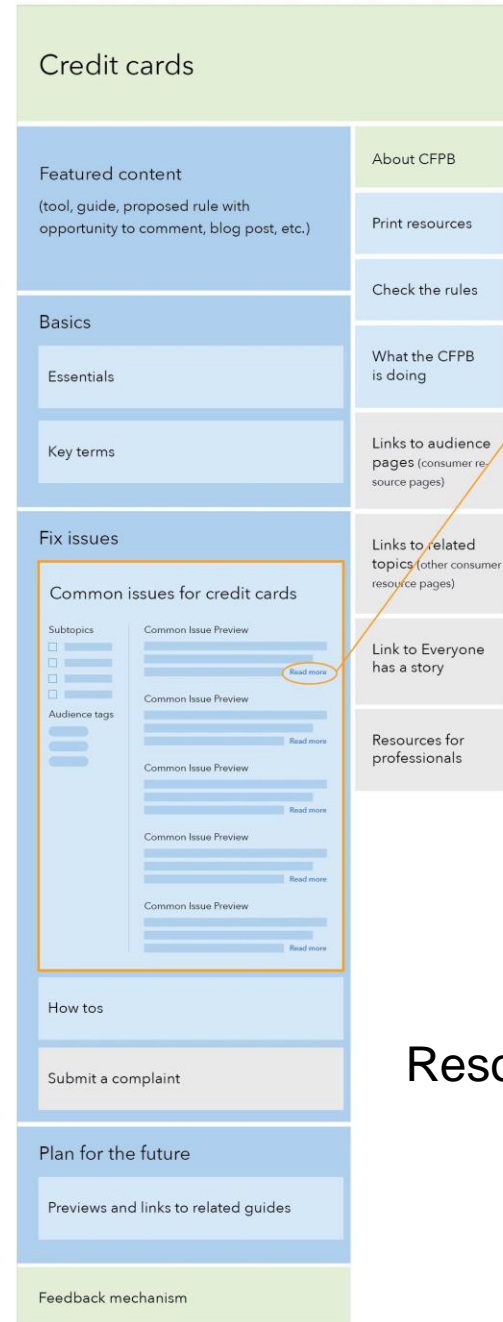 Credit cards
Featured content
(tool, guide, proposed rule with
opportunity to comment, blog post, etc.)
Basics
Essentials
Key terms
Fix issues
Common issues for credit cards
Subtopics
Audience tags
Common Issue Preview
Read more
Common Issue Preview
Read more
Common Issue Preview
Read more
Common Issue Preview
Read more
Common Issue Preview
Read more
How tos
Submit a complaint
Plan for the future
Previews and links to related guides
Feedback mechanism
About CFPB
Print resources
Check the rules
What the CFPB
is doing
Links to audience
pages (consumer re-
source pages)
Links to related
topics (other consumer
resource pages)
Link to Everyone
has a story
Resources for
professionals